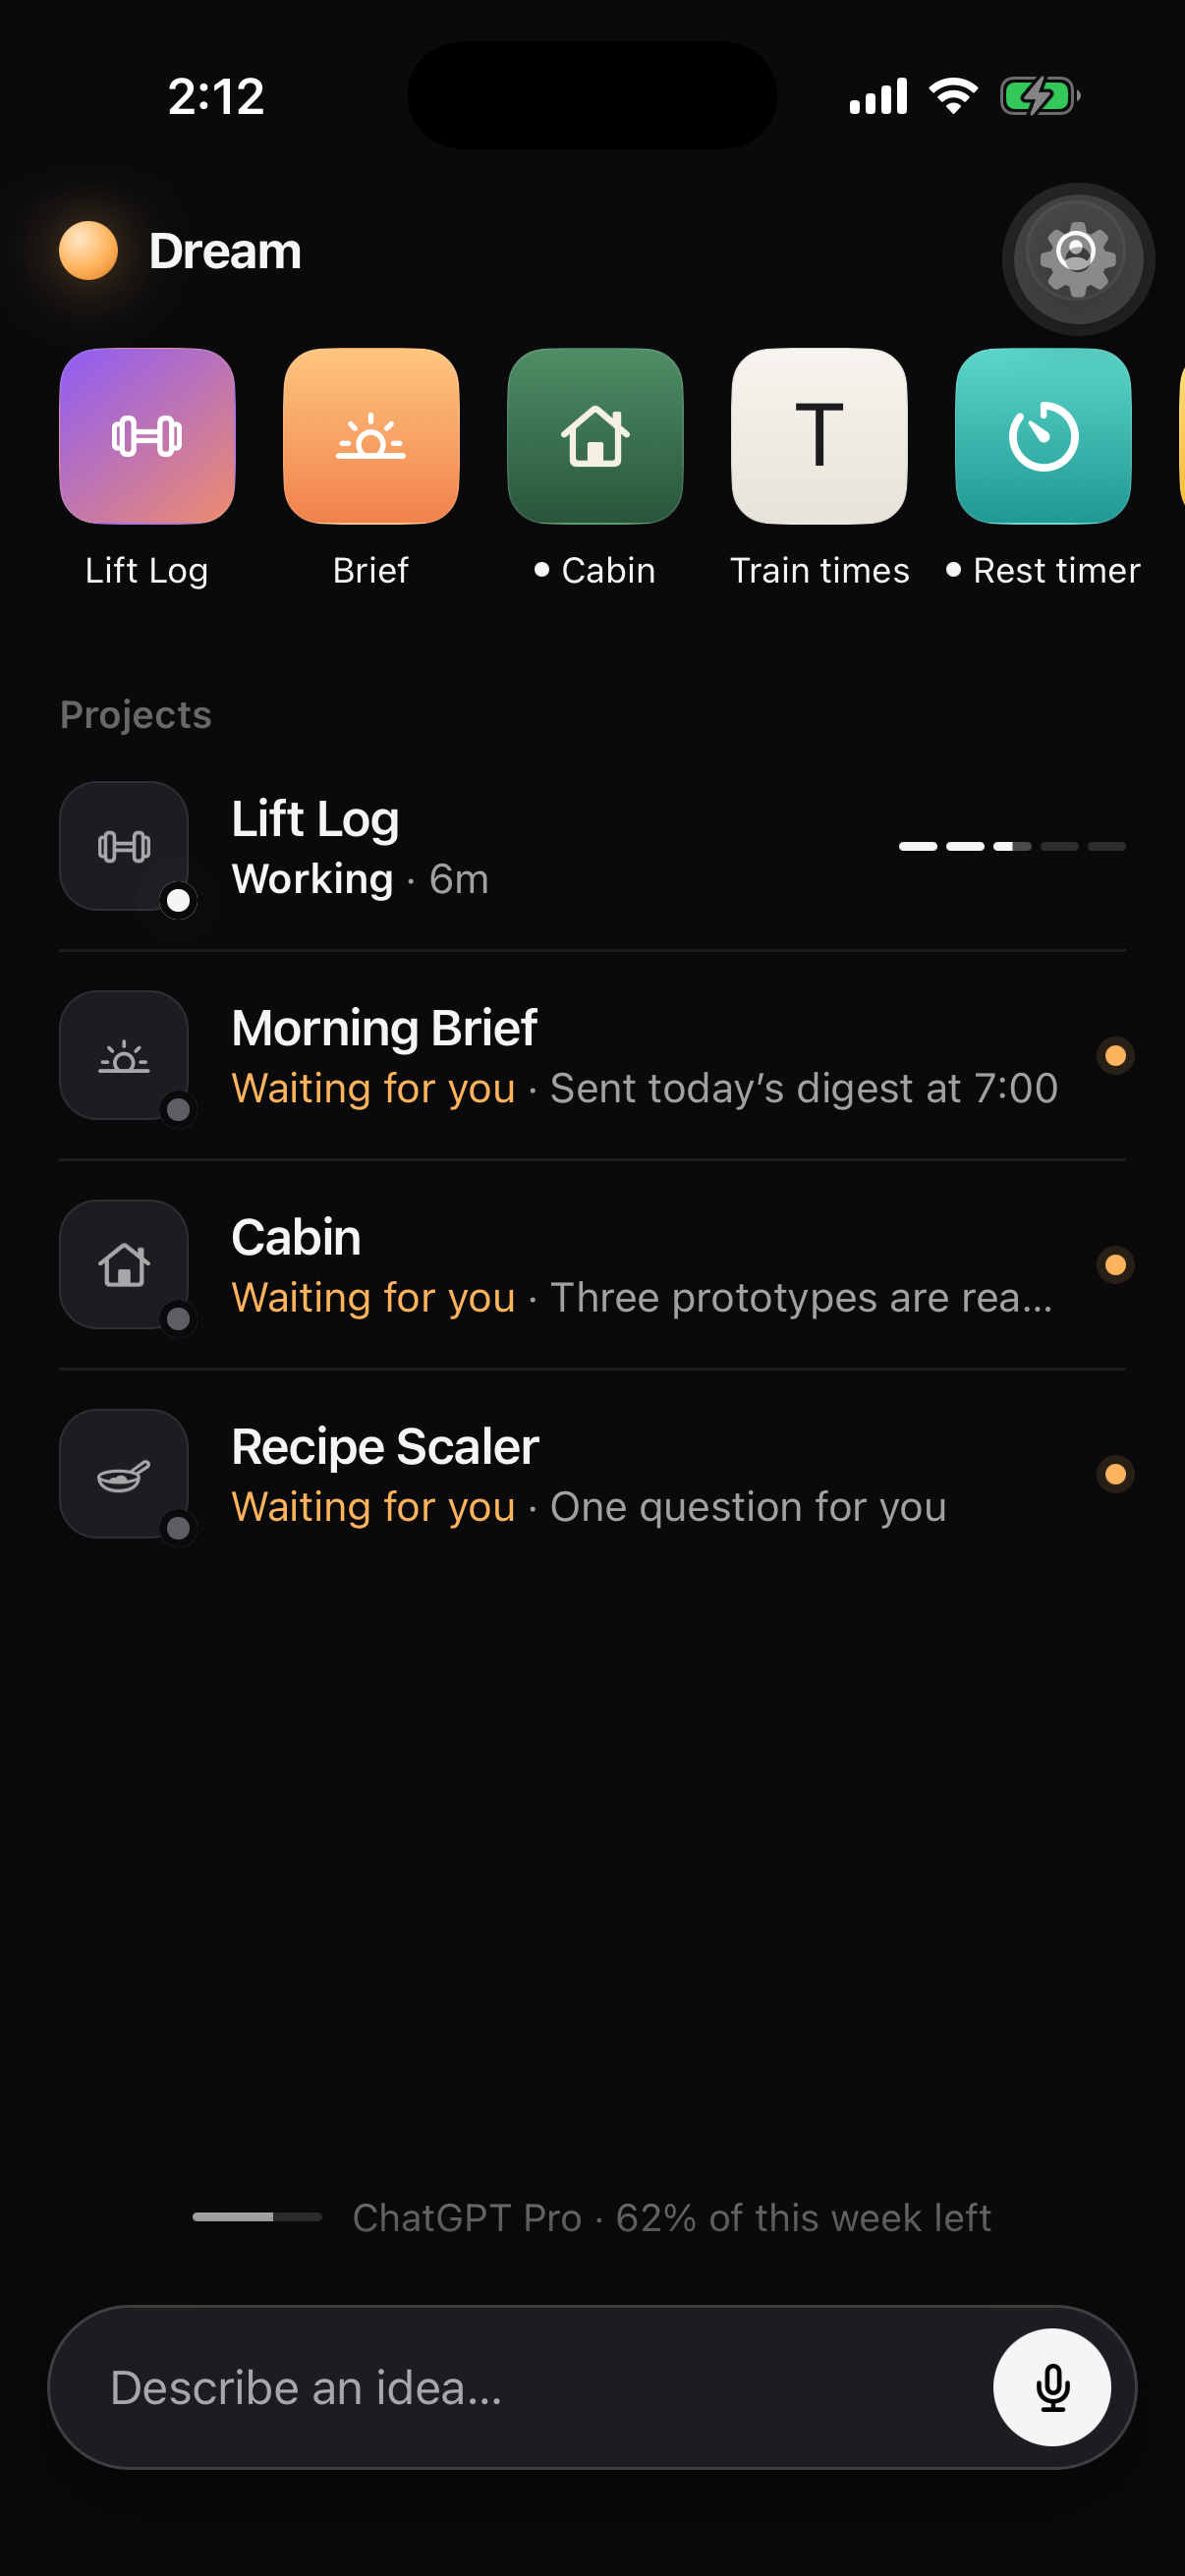 2:12
Dream
Lift Log
Brief
Cabin
T
Train times
Rest timer
Projects
Lift Log
Working · 6m
Morning Brief
Waiting for you · Sent today’s digest at 7:00
Cabin
Waiting for you · Three prototypes are rea...
Recipe Scaler
Waiting for you · One question for you
ChatGPT Pro · 62% of this week left
Describe an idea...